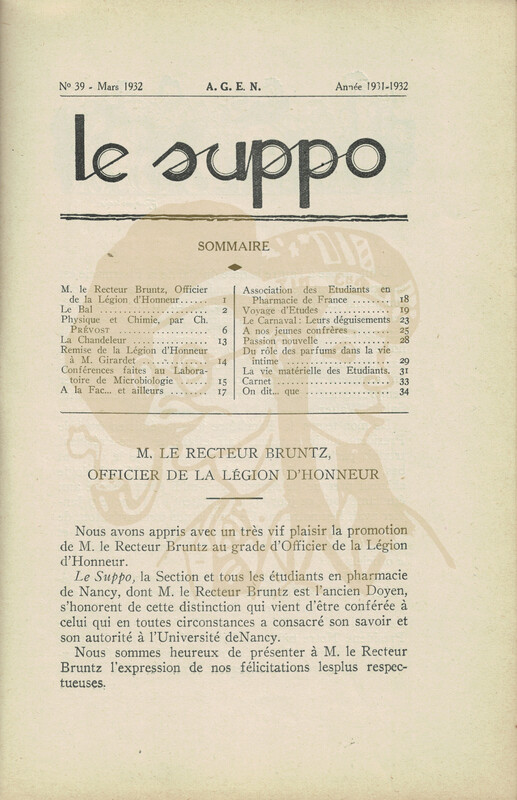 Nº 39 - Mars 1932 A. G. E. N. Année 1931-1932
le suppo
SOMMAIRE
M. le Recteur Bruntz, Officier
de la Légion d'Honneur...... 1
Le Bal .................. 2
Physique et Chimie, par Ch.
PRÉVOST .................. 6
La Chandeleur ............ 13
Remise de la Légion d'Honneur
à M. Girardet ............ 14
Conférences faites au Labora-
toire de Microbiologie ...... 15
A la Fac... et ailleurs ........ 17
Association des Etudiants en
Pharmacie de France ........ 18
Voyage d'Etudes ............ 19
Le Carnaval : Leurs déguisements 23
A nos jeunes confrères ........ 25
Passion nouvelle ............ 28
Du rôle des parfums dans la vie
intime .................. 29
La vie matérielle des Etudiants. 31
Carnet .................. 33
On dit... que .............. 34
M. LE RECTEUR BRUNTZ,
OFFICIER DE LA LÉGION D'HONNEUR
Nous avons appris avec un très vif plaisir la promotion
de M. le Recteur Bruntz au grade d'Officier de la Légion
d'Honneur.
Le Suppo, la Section et tous les étudiants en pharmacie
de Nancy, dont M. le Recteur Bruntz est l'ancien Doyen,
s'honorent de cette distinction qui vient d'être conférée à
celui qui en toutes circonstances a consacré son savoir et
son autorité à l'Université deNancy.
Nous sommes heureux de présenter à M. le Recteur
Bruntz l'expression de nos félicitations lesplus respec-
tueuses.